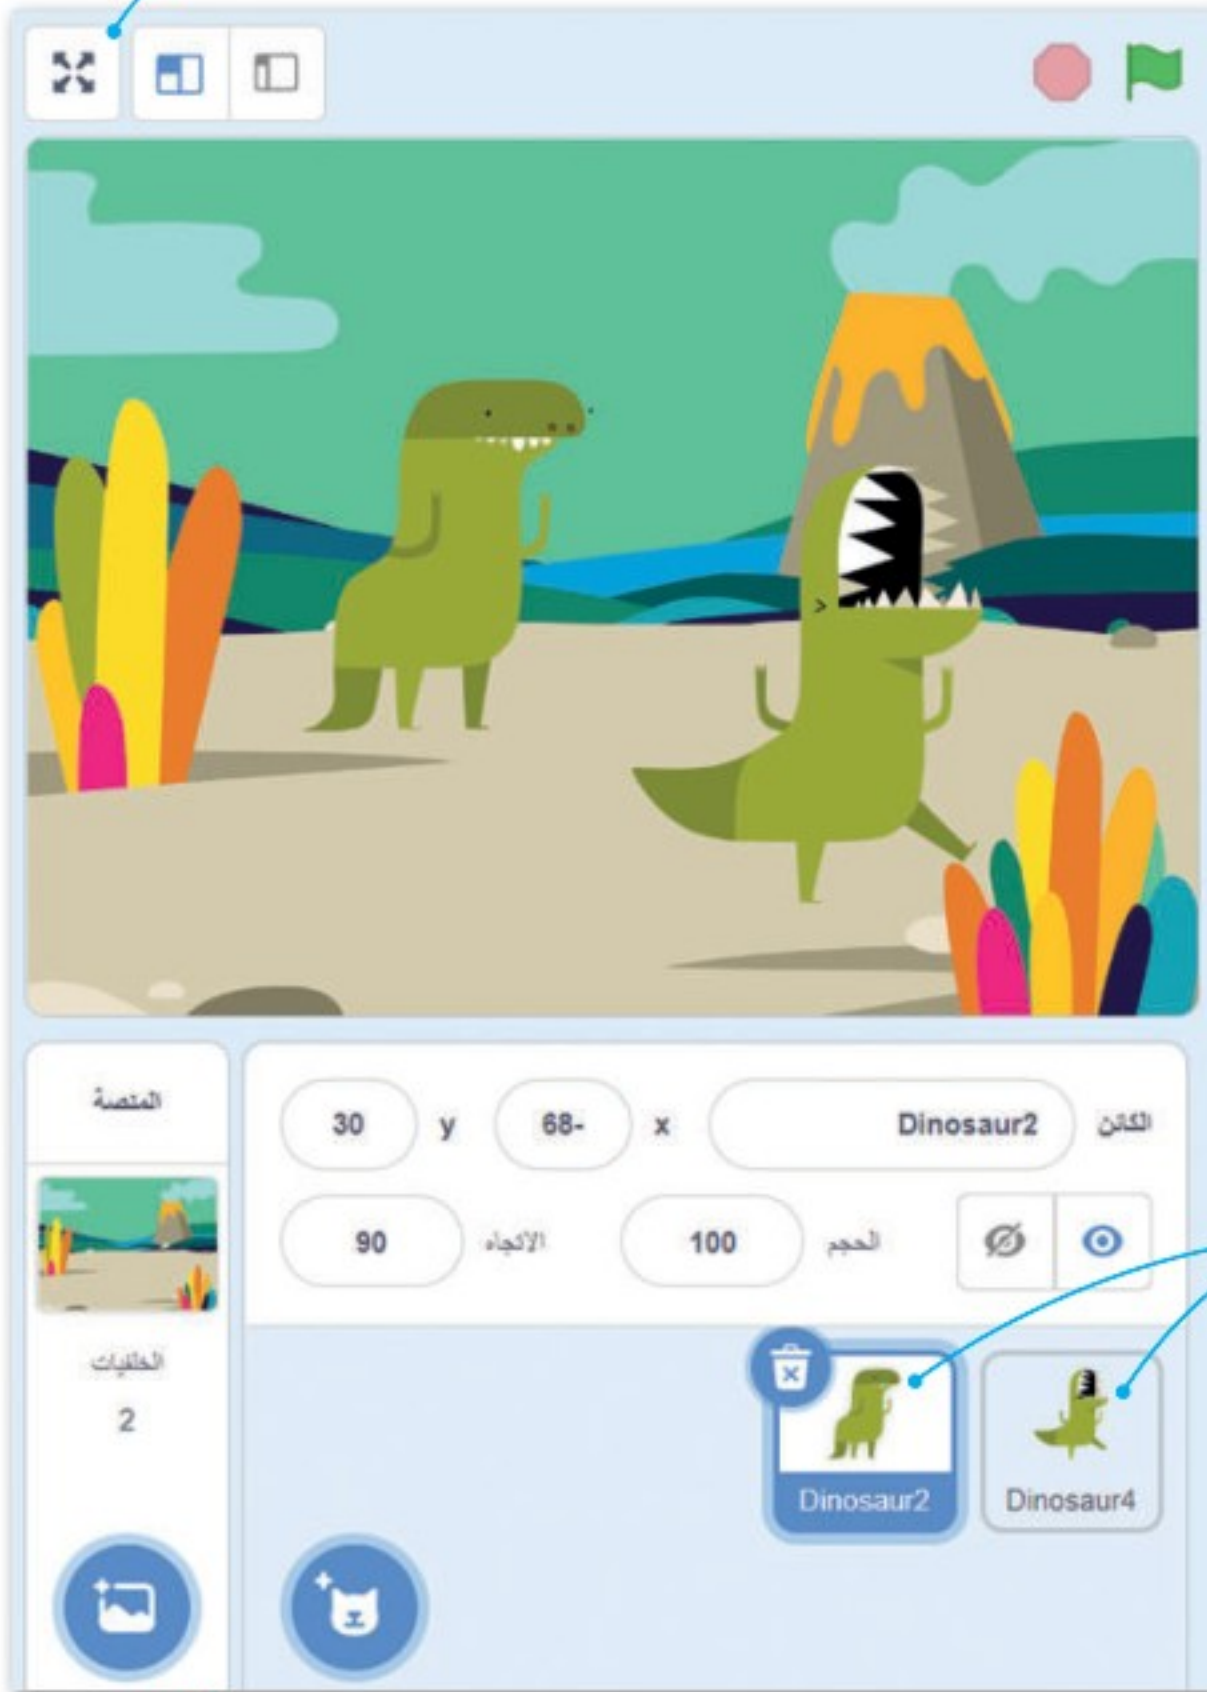 الكائن Dinosaur2 x 68- y 30
الحجم 100 الاتجاه 90
Dinosaur4
Dinosaur2
المنصة
الخلفيات
2